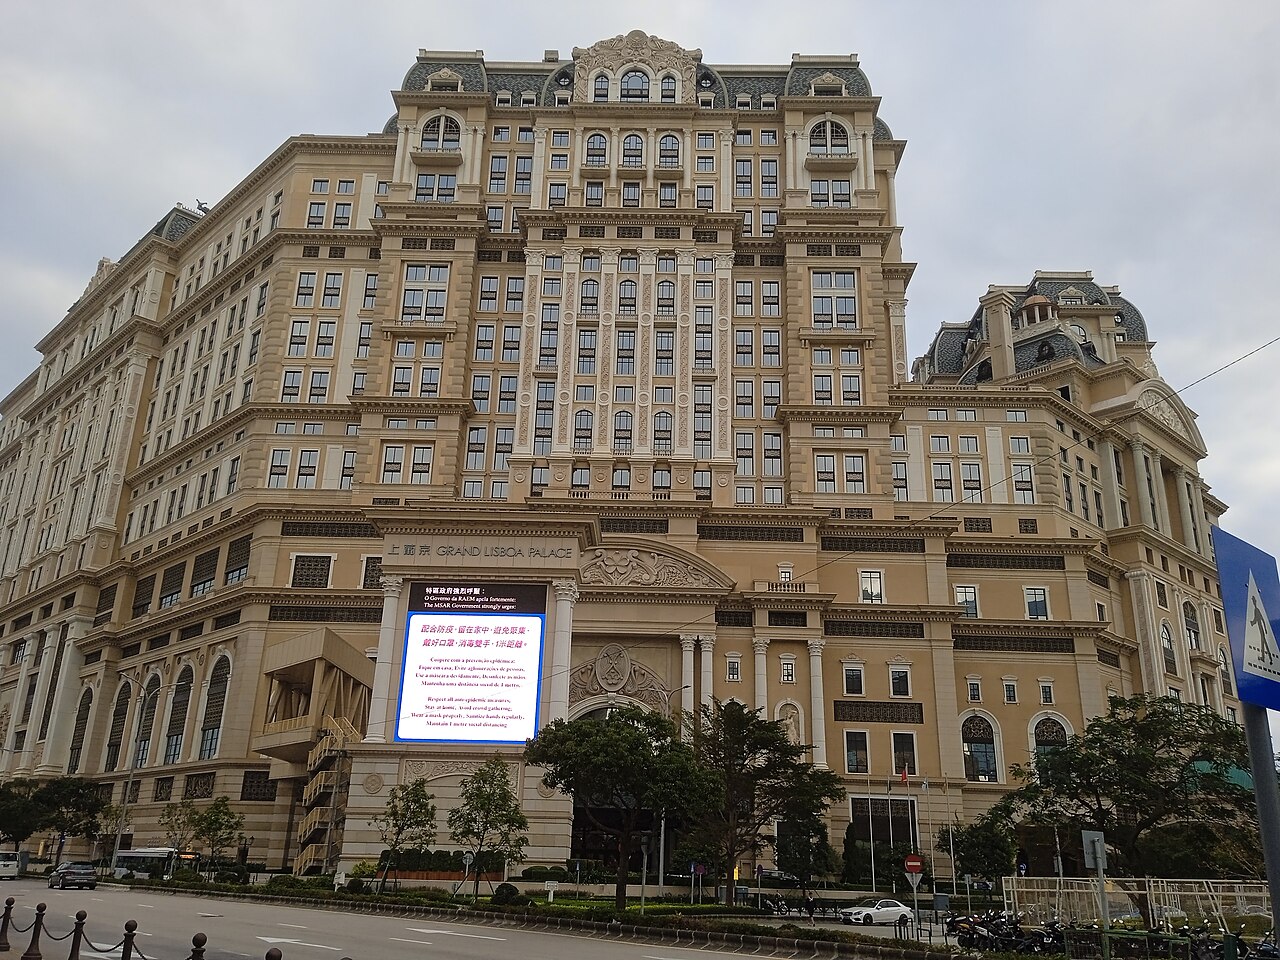 上葡京 GRAND LISBOA PALACE
特區政府強烈呼籲：
O Governo da RAEM apela fortemente:
The MSAR Government strongly urges:
配合防疫，留在家中，避免聚集，
戴好口罩，消毒雙手，1米距離。
Coopere com a prevenção epidémica:
Fique em casa, Evite aglomerações de pessoas,
Use a máscara devidamente, Desinfecte as mãos
Mantenha uma distância social de 1 metro.
Respect all anti-epidemic measures,
Stay at home, Avoid crowd gathering,
Wear a mask properly, Sanitize hands regularly,
Maintain 1 metre social distancing